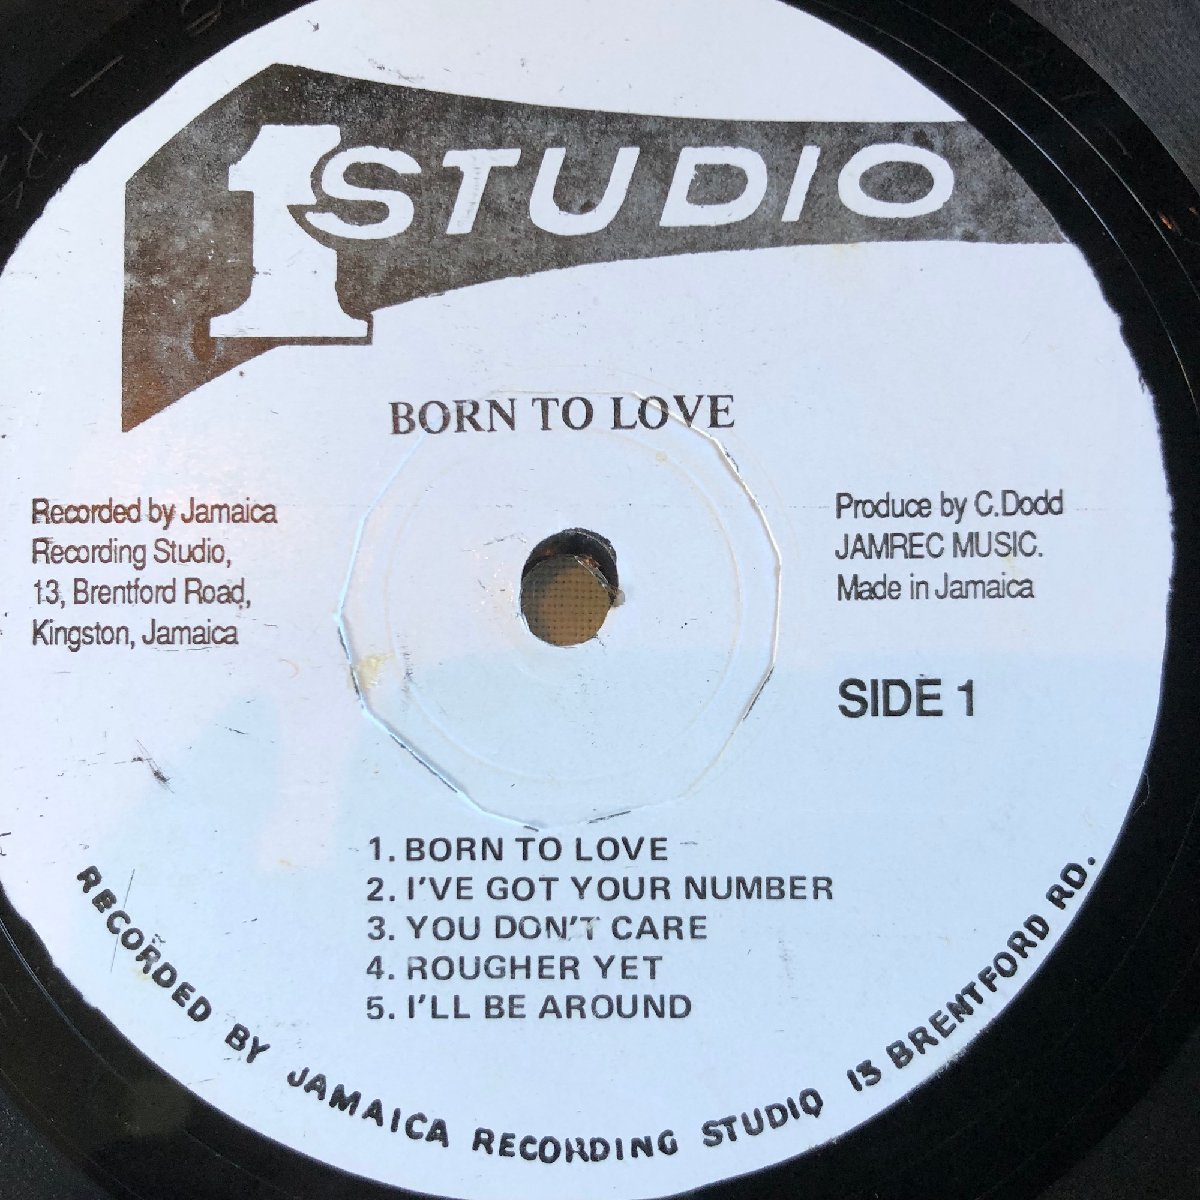 1 STUDIO
BORN TO LOVE
Recorded by Jamaica
Recording Studio,
13, Brentford Road,
Kingston, Jamaica
Produce by C.Dodd
JAMREC MUSIC.
Made in Jamaica
SIDE 1
1. BORN TO LOVE
2. I'VE GOT YOUR NUMBER
3. YOU DON'T CARE
4. ROUGHER YET
5. I'LL BE AROUND
RECORDED BY JAMAICA RECORDING STUDIO 13 BRENTFORD RD.